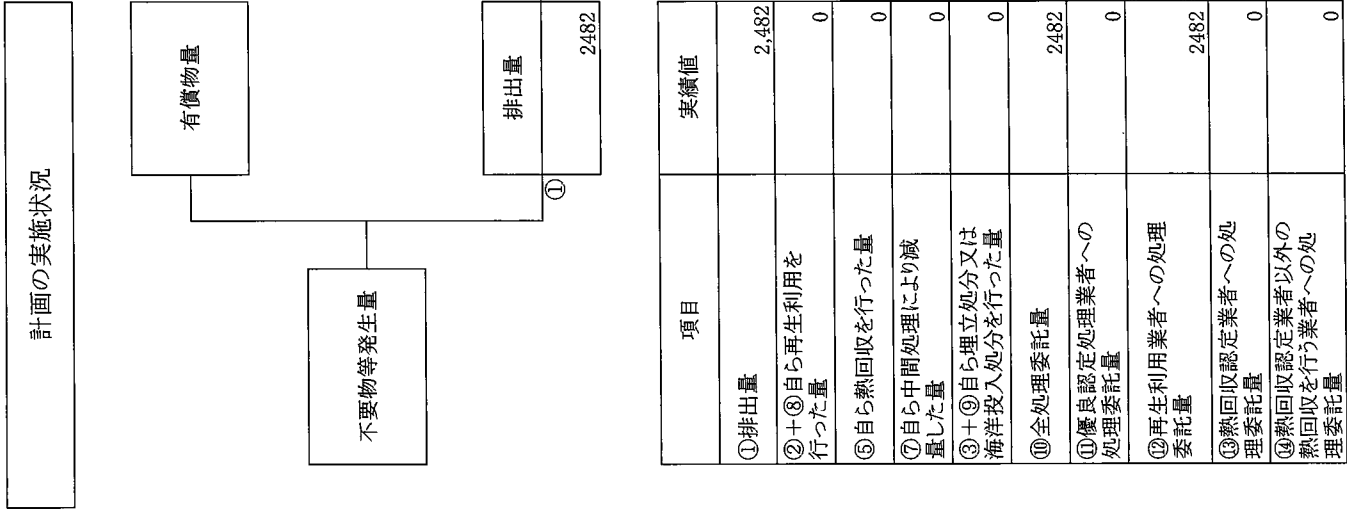 計画の実施状況
有償物量
不要物等発生量
排出量
①
2482
項目
実績値
①排出量
2,482
②+⑧自ら再生利用を
行った量
0
⑤自ら熱回収を行った量
0
⑦自ら中間処理により減
量した量
0
③+⑨自ら埋立処分又は
海洋投入処分を行った量
0
⑩全処理委託量
2482
⑪優良認定処理業者への
処理委託量
0
⑫再生利用業者への処理
委託量
2482
⑬熱回収認定業者への処
理委託量
0
⑭熱回収認定業者以外の
熱回収を行う業者への処
理委託量
0